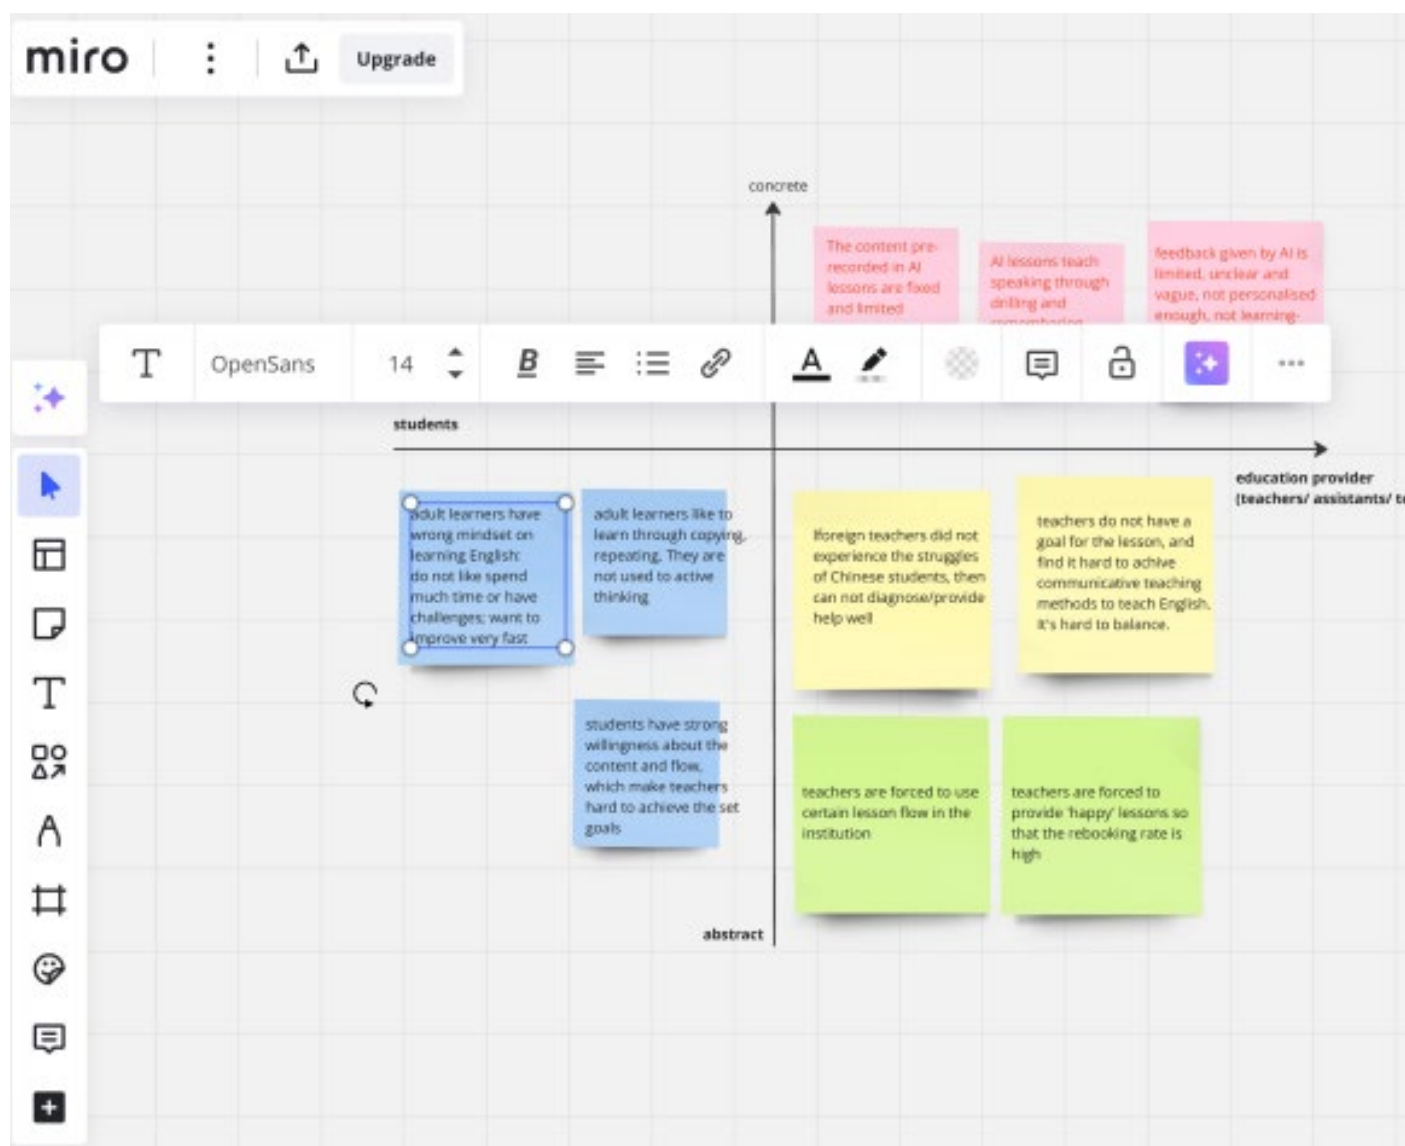 miro
Upgrade
concrete
The content pre-
recorded in AI
lessons are fixed
and limited
AI lessons teach
speaking through
drilling and
remembering
feedback given by AI is
limited, unclear and
vague, not personalised
enough, not learning-
OpenSans
14
B
A
students
education provider
(teachers/ assistants/ te
adult learners have
wrong mindset on
learning English:
do not like spend
much time or have
challenges; want to
improve very fast
adult learners like to
learn through copying,
repeating. They are
not used to active
thinking
Iforeign teachers did not
experience the struggles
of Chinese students, then
can not diagnose/provide
help well
teachers do not have a
goal for the lesson, and
find it hard to achive
communicative teaching
methods to teach English.
It's hard to balance.
students have strong
willingness about the
content and flow,
which make teachers
hard to achieve the set
goals
teachers are forced to use
certain lesson flow in the
institution
teachers are forced to
provide 'happy' lessons so
that the rebooking rate is
high
abstract